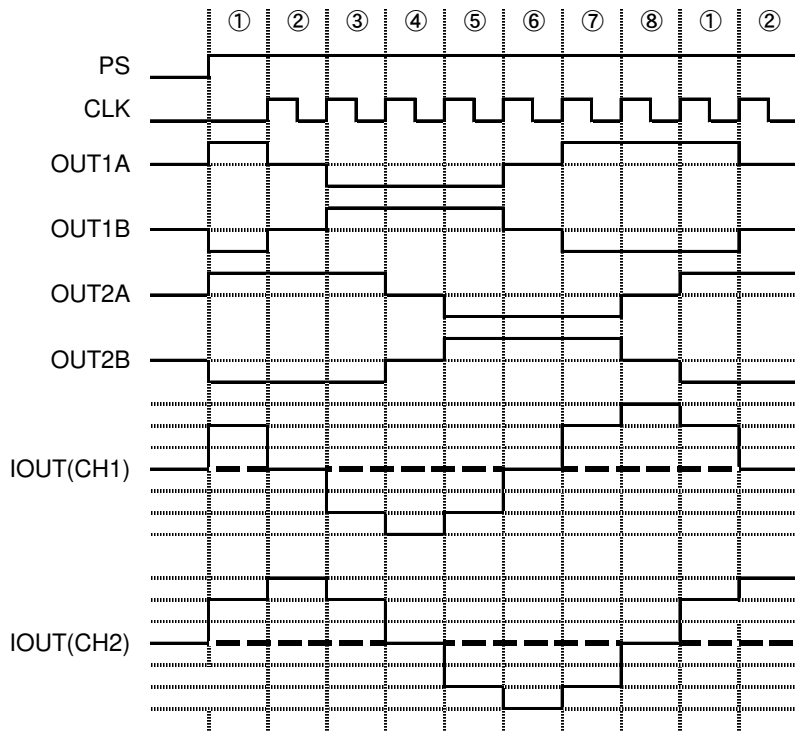 ① ② ③ ④ ⑤ ⑥ ⑦ ⑧ ① ②
PS
CLK
OUT1A
OUT1B
OUT2A
OUT2B
IOUT(CH1)
IOUT(CH2)